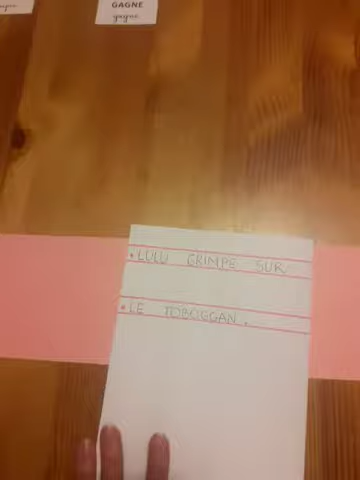 GAGNE
gagne
• LULU GRIMPE SUR
• LE TOBOGGAN .